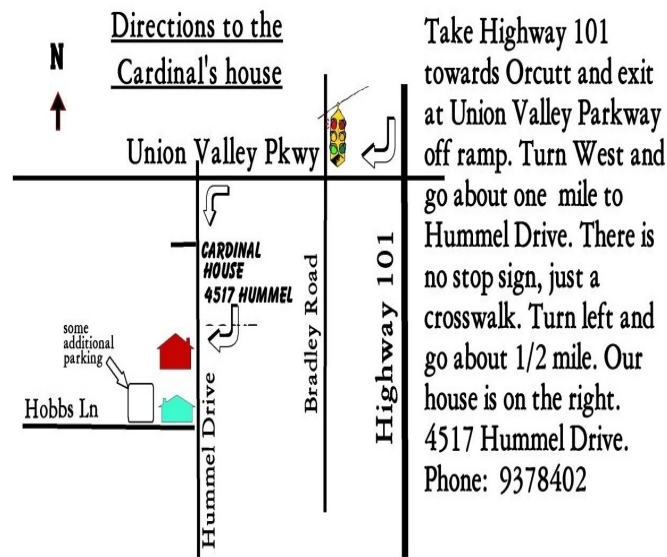 Directions to the
Cardinal's house
N
Union Valley Pkwy
CARDINAL
HOUSE
4517 HUMMEL
some
additional
parking
Hobbs Ln
Hummel Drive
Bradley Road
Highway 101
Take Highway 101
towards Orcutt and exit
at Union Valley Parkway
off ramp. Turn West and
go about one mile to
Hummel Drive. There is
no stop sign, just a
crosswalk. Turn left and
go about 1/2 mile. Our
house is on the right.
4517 Hummel Drive.
Phone: 9378402